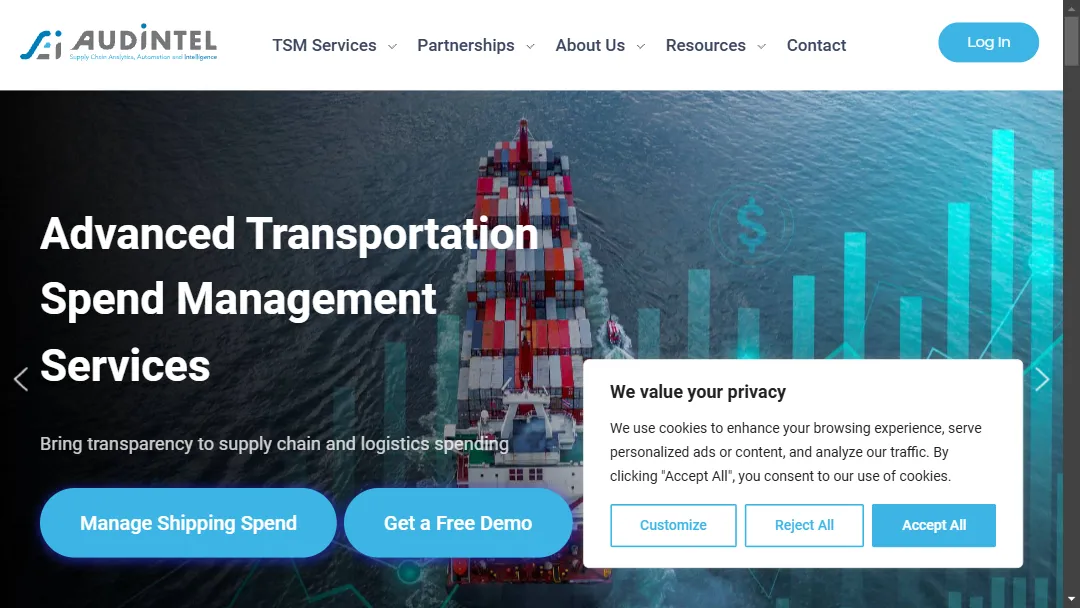 AUDINTEL
Supply Chain Analytics, Automation and Intelligence
TSM Services
Partnerships
About Us
Resources
Contact
Log In
Advanced Transportation
Spend Management
Services
Bring transparency to supply chain and logistics spending
Manage Shipping Spend
Get a Free Demo
$
We value your privacy
We use cookies to enhance your browsing experience, serve
personalized ads or content, and analyze our traffic. By
clicking "Accept All", you consent to our use of cookies.
Customize
Reject All
Accept All